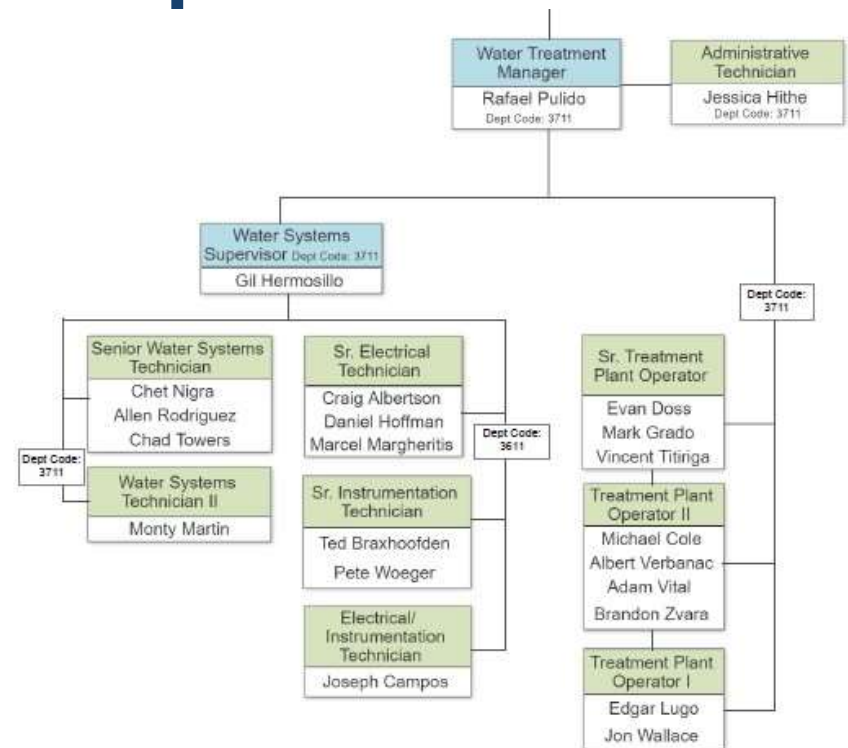 Water Treatment
Manager
Rafael Pulido
Dept Code: 3711
Administrative
Technician
Jessica Hithe
Dept Code: 3711
Water Systems
Supervisor Dept Code: 3711
Gil Hermosillo
Dept Code:
3711
Senior Water Systems
Technician
Chet Nigra
Allen Rodriguez
Chad Towers
Dept Code:
3711
Water Systems
Technician II
Monty Martin
Sr. Electrical
Technician
Craig Albertson
Daniel Hoffman
Marcel Margheritis
Dept Code:
3611
Sr. Instrumentation
Technician
Ted Braxhoofden
Pete Woeger
Electrical/
Instrumentation
Technician
Joseph Campos
Sr. Treatment
Plant Operator
Evan Doss
Mark Grado
Vincent Titiriga
Treatment Plant
Operator II
Michael Cole
Albert Verbanac
Adam Vital
Brandon Zvara
Treatment Plant
Operator I
Edgar Lugo
Jon Wallace